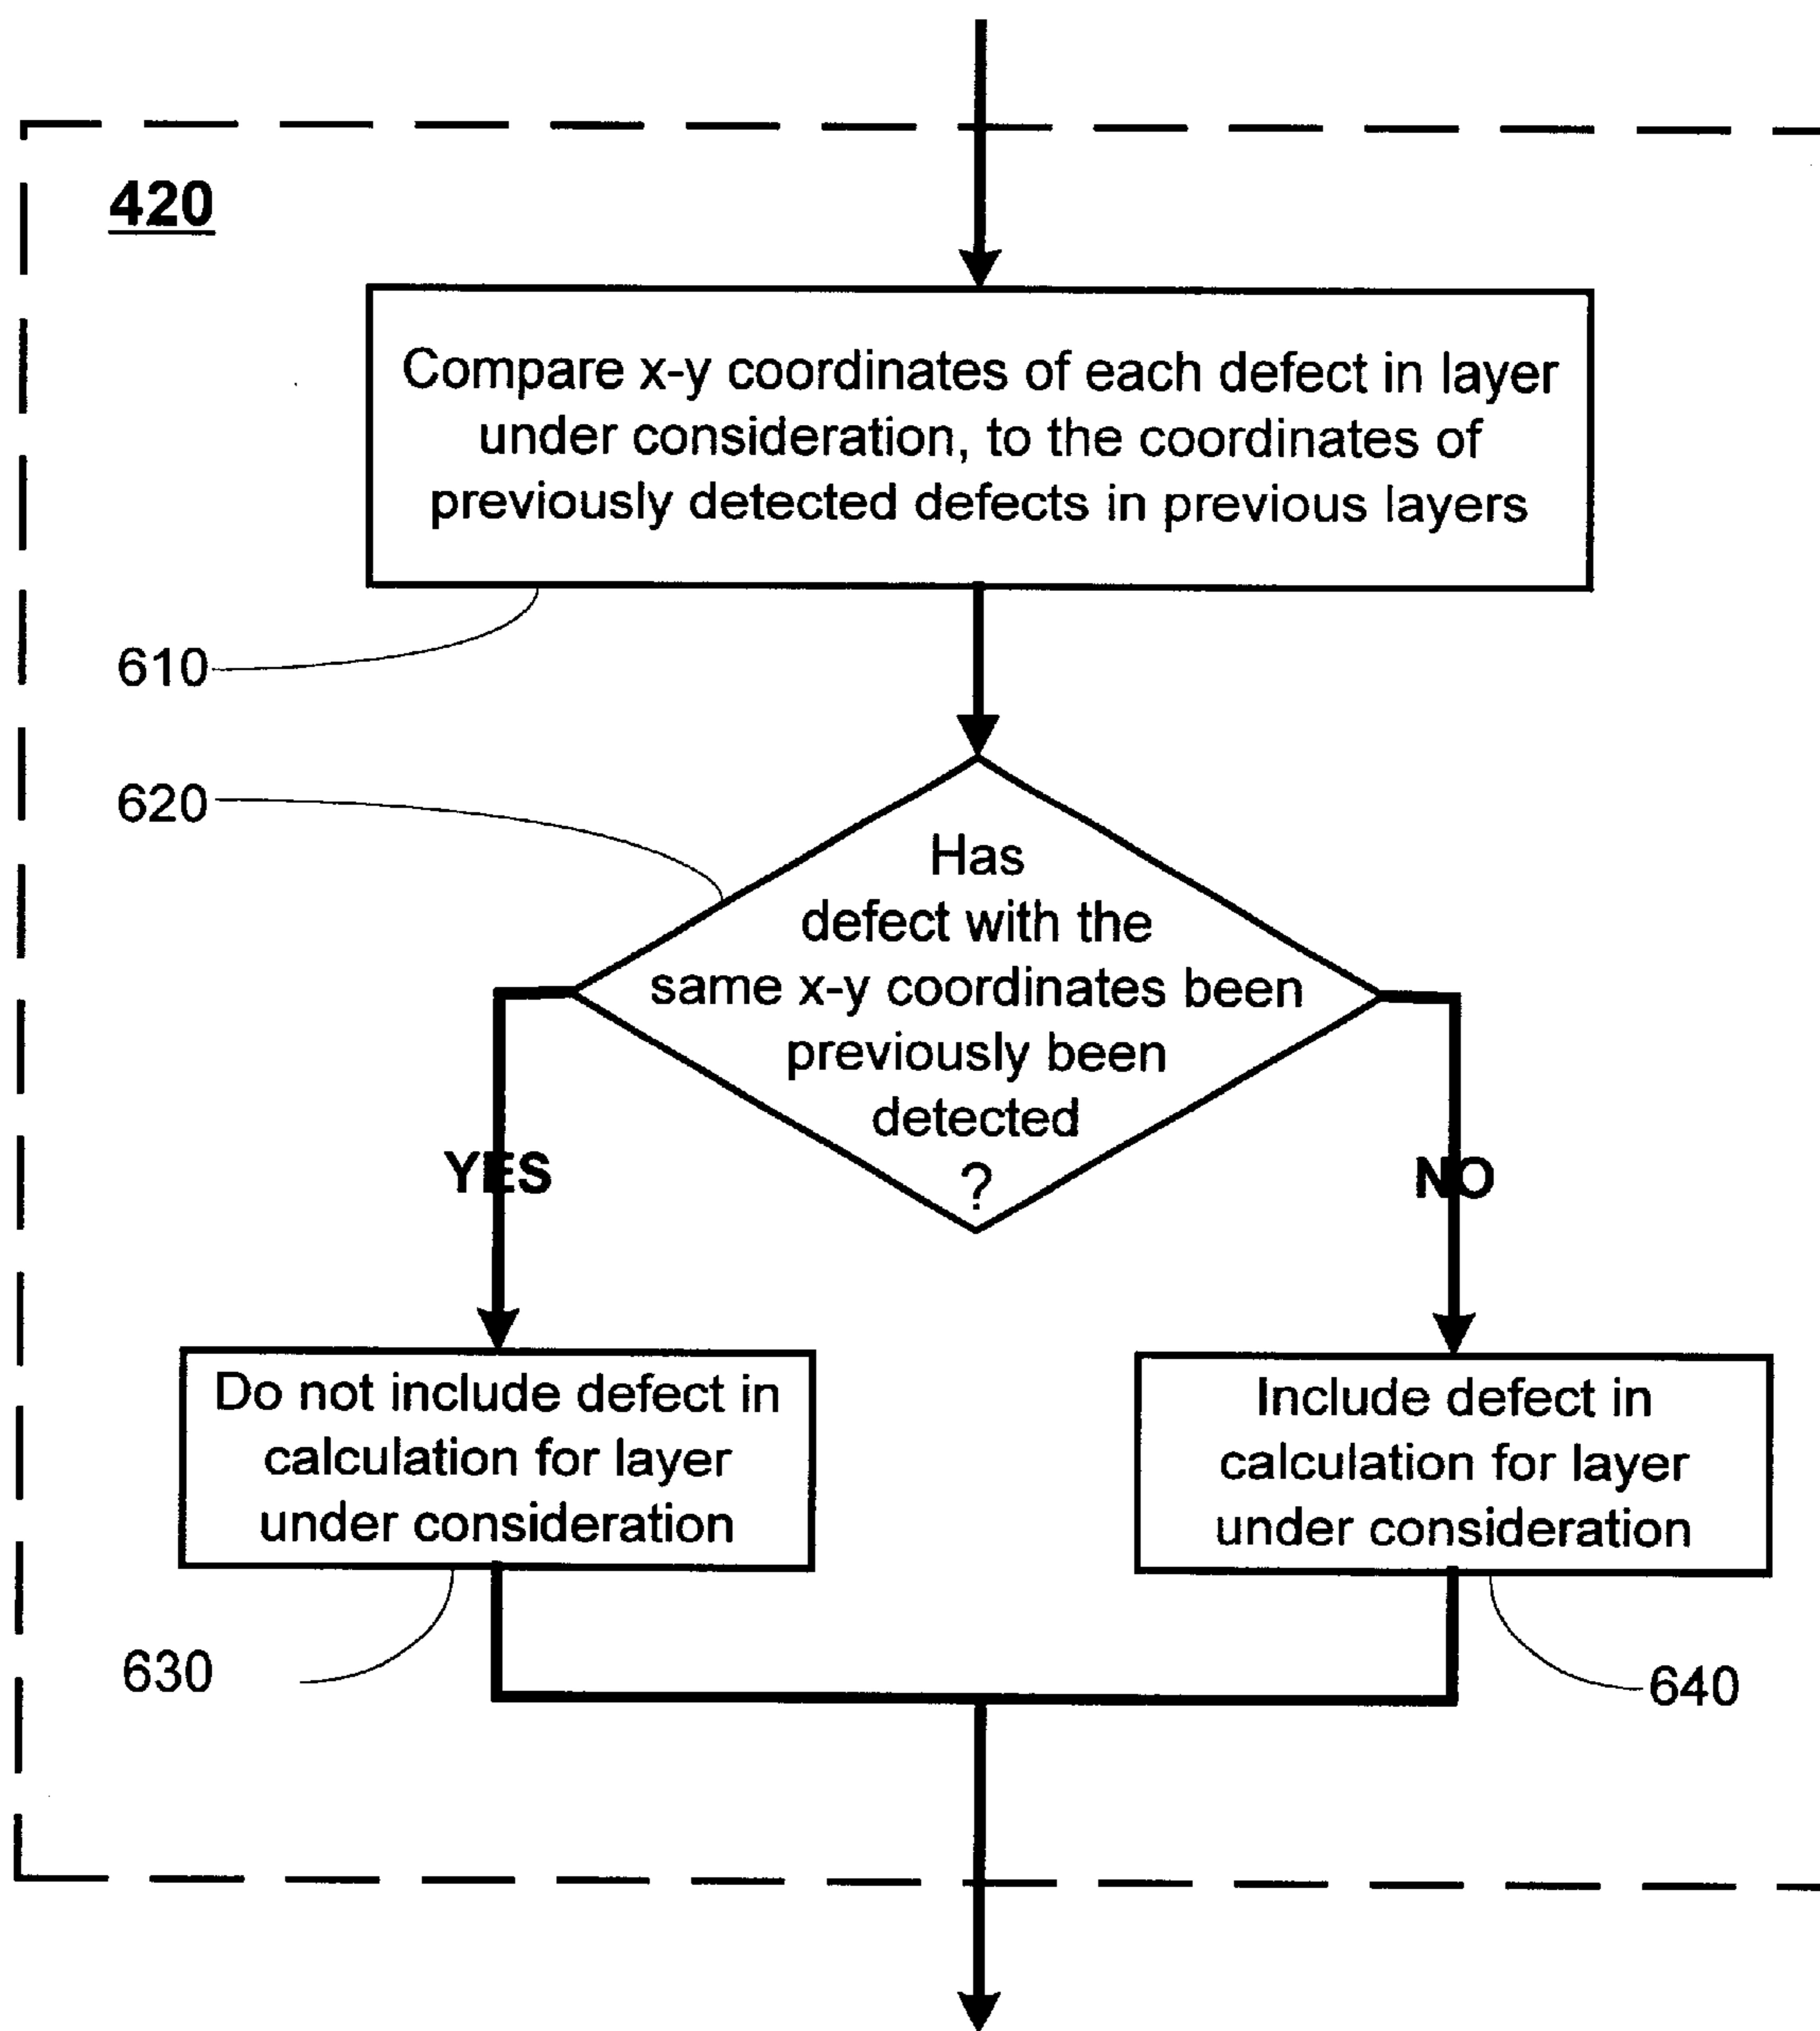 420
Compare x-y coordinates of each defect in layer
under consideration, to the coordinates of
previously detected defects in previous layers
610
620
Has
defect with the
same x-y coordinates been
previously been
detected
?
YES
NO
Do not include defect in
calculation for layer
under consideration
Include defect in
calculation for layer
under consideration
630
640